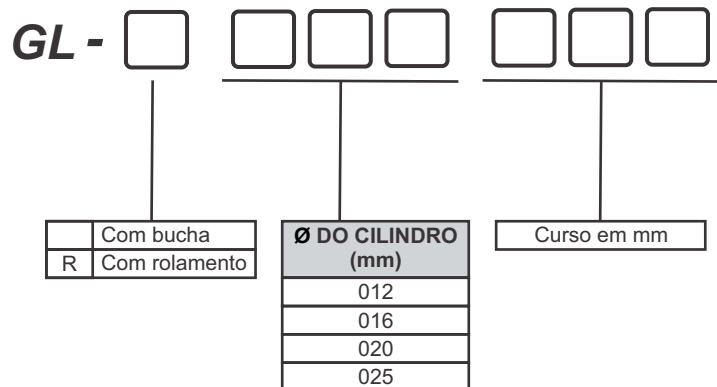 GL -
Com bucha
R Com rolamento
Ø DO CILINDRO
(mm)
012
016
020
025
Curso em mm